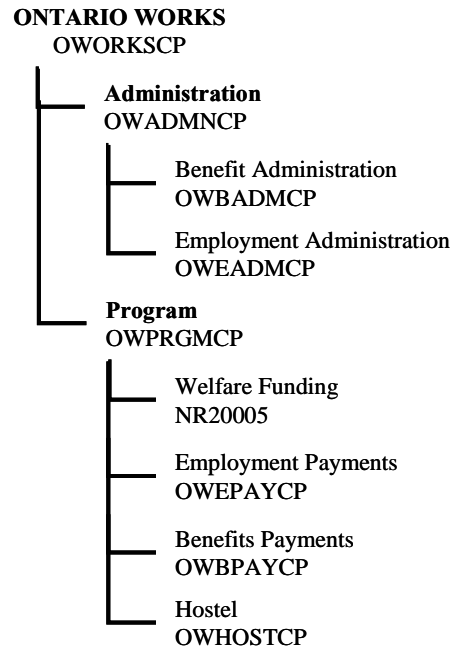 ONTARIO WORKS
OWORKSCP
Administration
OWADMNCP
Benefit Administration
OWBADMCP
Employment Administration
OWEADMCP
Program
OWPRGMCP
Welfare Funding
NR20005
Employment Payments
OWEPAYCP
Benefits Payments
OWBPAYCP
Hostel
OWHOSTCP